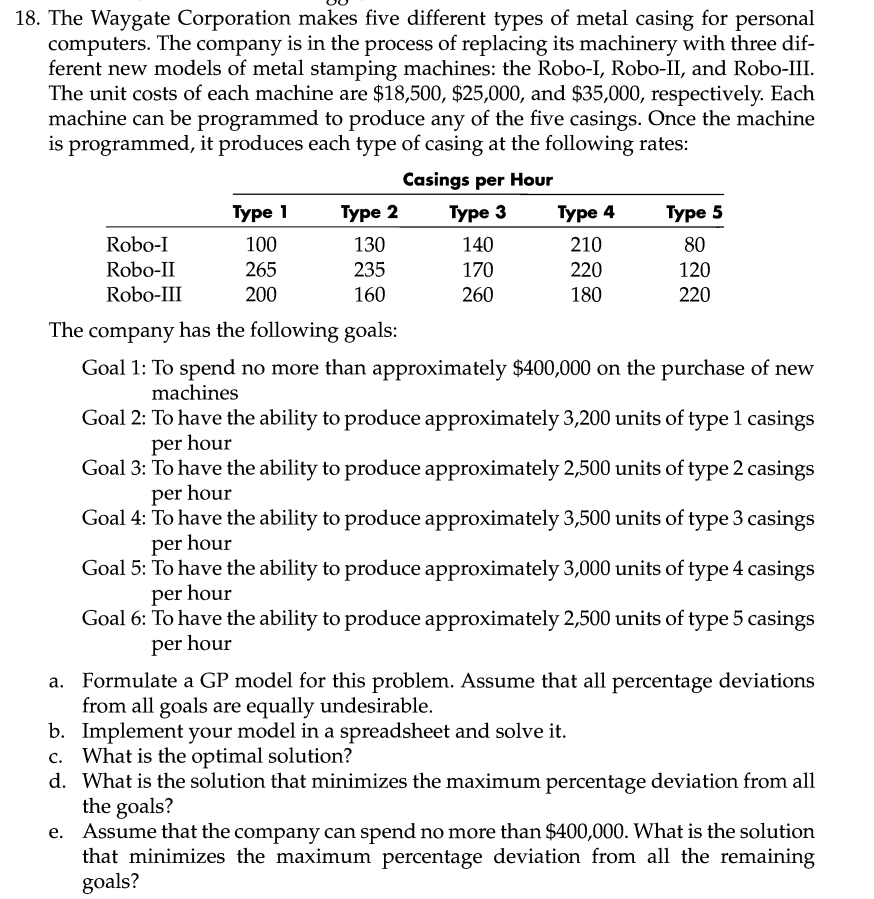 18. The Waygate Corporation makes five different types of metal casing for personal
computers. The company is in the process of replacing its machinery with three dif-
ferent new models of metal stamping machines: the Robo-I, Robo-II, and Robo-III.
The unit costs of each machine are $18,500, $25,000, and $35,000, respectively. Each
machine can be programmed to produce any of the five casings. Once the machine
is programmed, it produces each type of casing at the following rates:
Casings per Hour
Type 1 Type 2 Type 3 Type 4 Type 5
Robo-I 100 130 140 210 80
Robo-II 265 235 170 220 120
Robo-III 200 160 260 180 220
The company has the following goals:
Goal 1: To spend no more than approximately $400,000 on the purchase of new
machines
Goal 2: To have the ability to produce approximately 3,200 units of type 1 casings
per hour
Goal 3: To have the ability to produce approximately 2,500 units of type 2 casings
per hour
Goal 4: To have the ability to produce approximately 3,500 units of type 3 casings
per hour
Goal 5: To have the ability to produce approximately 3,000 units of type 4 casings
per hour
Goal 6: To have the ability to produce approximately 2,500 units of type 5 casings
per hour
a. Formulate a GP model for this problem. Assume that all percentage deviations
from all goals are equally undesirable.
b. Implement your model in a spreadsheet and solve it.
c. What is the optimal solution?
d. What is the solution that minimizes the maximum percentage deviation from all
the goals?
e. Assume that the company can spend no more than $400,000. What is the solution
that minimizes the maximum percentage deviation from all the remaining
goals?